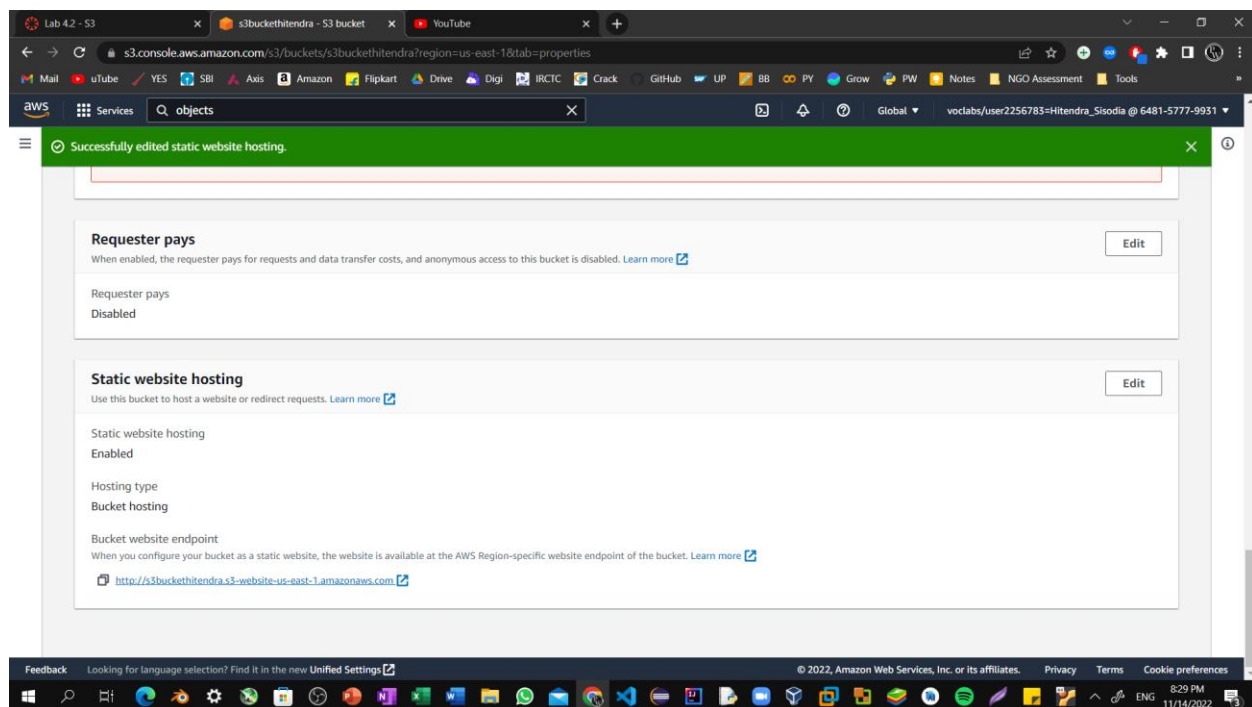 Lab 4.2 - S3
s3buckethitendra - S3 bucket
YouTube
s3.console.aws.amazon.com/s3/buckets/s3buckethitendra?region=us-east-1&tab=properties
Mail uTube YES SBI Axis Amazon Flipkart Drive Digi IRCTC Crack GitHub UP BB PY Grow PW Notes NGO Assessment Tools »
aws Services objects Global voclabs/user2256783=Hitendra_Sisodia @ 6481-5777-9931
Successfully edited static website hosting.
Requester pays
Edit
When enabled, the requester pays for requests and data transfer costs, and anonymous access to this bucket is disabled. Learn more
Requester pays
Disabled
Static website hosting
Edit
Use this bucket to host a website or redirect requests. Learn more
Static website hosting
Enabled
Hosting type
Bucket hosting
Bucket website endpoint
When you configure your bucket as a static website, the website is available at the AWS Region-specific website endpoint of the bucket. Learn more
http://s3buckethitendra.s3-website-us-east-1.amazonaws.com
Feedback Looking for language selection? Find it in the new Unified Settings © 2022, Amazon Web Services, Inc. or its affiliates. Privacy Terms Cookie preferences
ENG 8:29 PM
11/14/2022